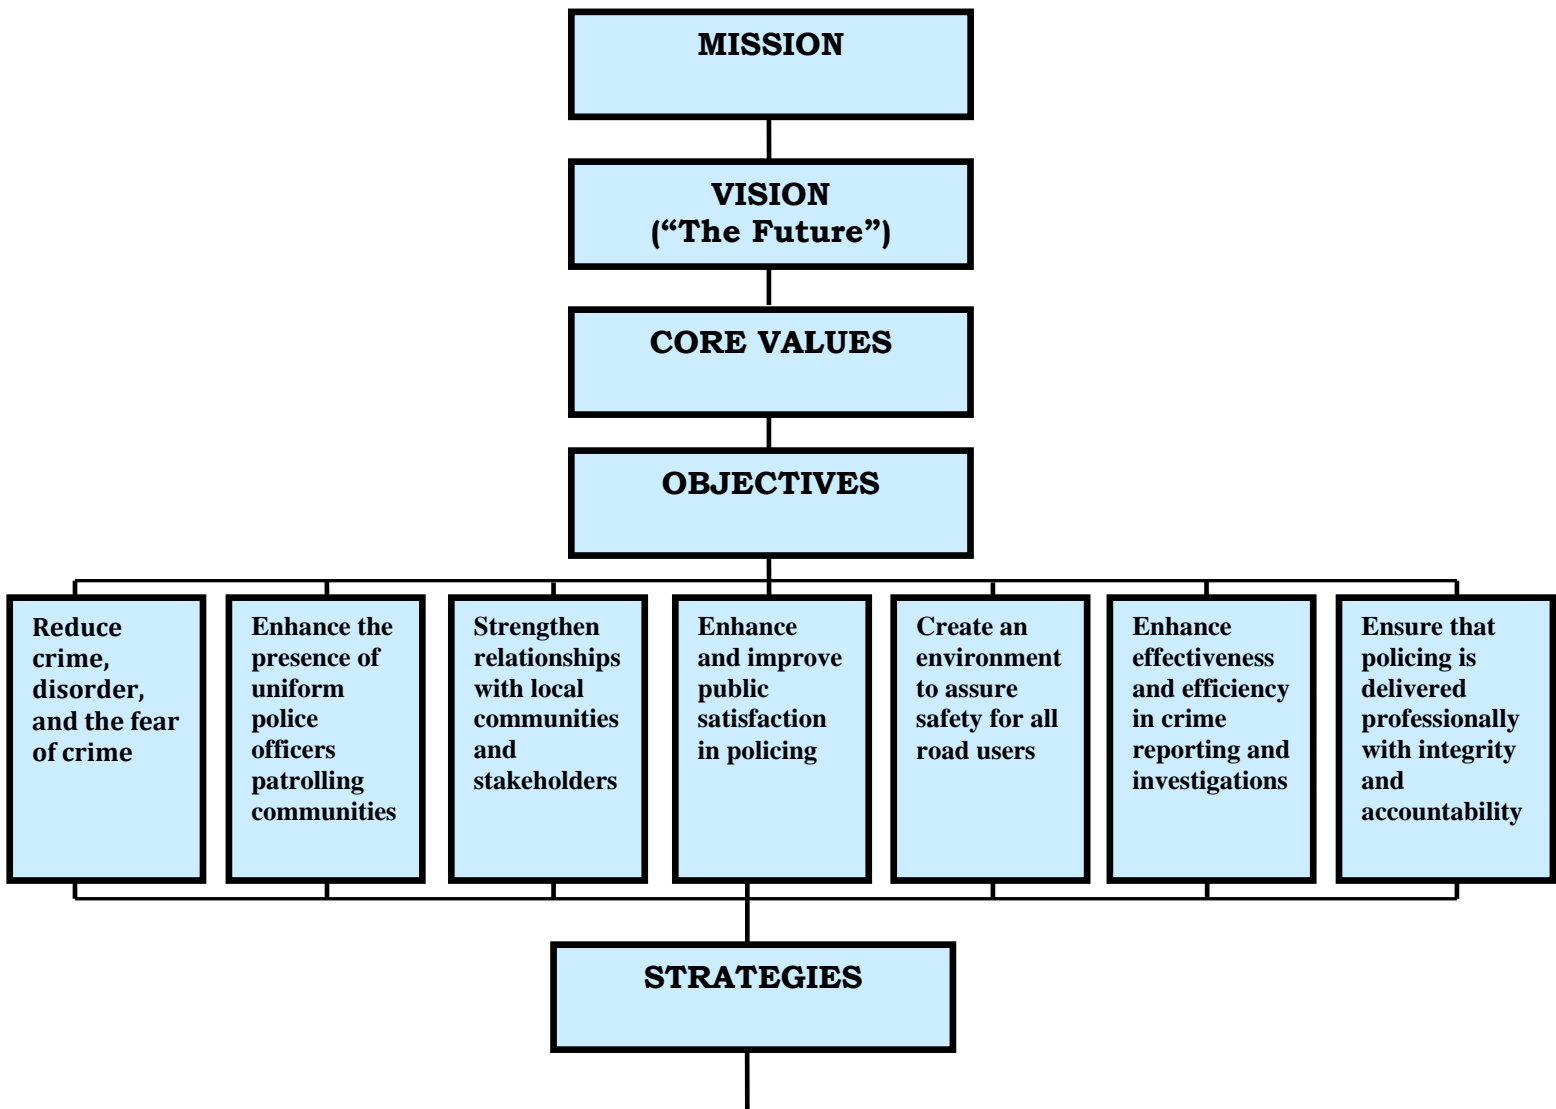 MISSION
VISION
(“The Future”)
CORE VALUES
OBJECTIVES
Reduce
crime,
disorder,
and the fear
of crime
Enhance the
presence of
uniform
police
officers
patrolling
communities
Strengthen
relationships
with local
communities
and
stakeholders
Enhance
and improve
public
satisfaction
in policing
Create an
environment
to assure
safety for all
road users
Enhance
effectiveness
and efficiency
in crime
reporting and
investigations
Ensure that
policing is
delivered
professionally
with integrity
and
accountability
STRATEGIES